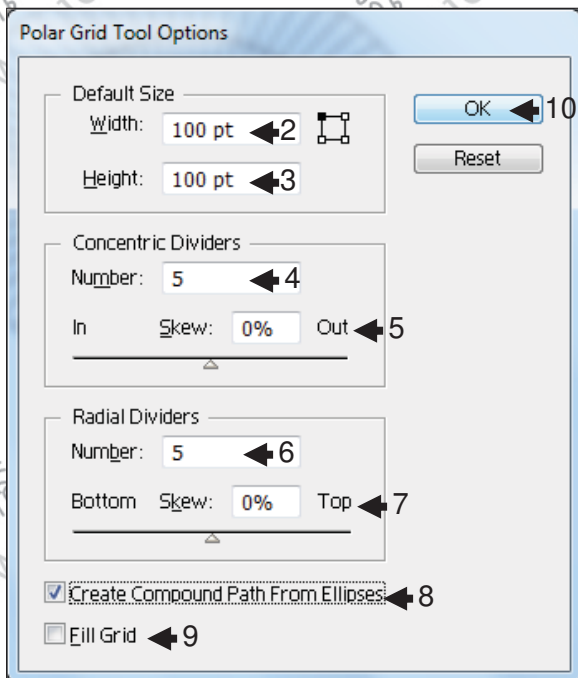 Polar Grid Tool Options
Default Size
Width: 100 pt 2
Height: 100 pt 3
OK 10
Reset
Concentric Dividers
Number: 5 4
In Skew: 0% Out 5
Radial Dividers
Number: 5 6
Bottom Skew: 0% Top 7
Create Compound Path From Ellipses 8
Fill Grid 9